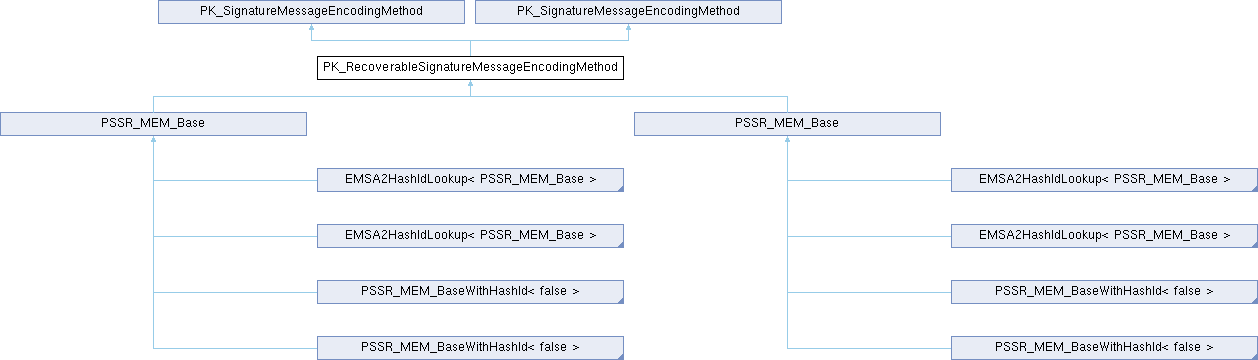 PK_SignatureMessageEncodingMethod
PK_SignatureMessageEncodingMethod
PK_RecoverableSignatureMessageEncodingMethod
PSSR_MEM_Base
PSSR_MEM_Base
EMSA2HashIdLookup< PSSR_MEM_Base >
EMSA2HashIdLookup< PSSR_MEM_Base >
EMSA2HashIdLookup< PSSR_MEM_Base >
EMSA2HashIdLookup< PSSR_MEM_Base >
PSSR_MEM_BaseWithHashId< false >
PSSR_MEM_BaseWithHashId< false >
PSSR_MEM_BaseWithHashId< false >
PSSR_MEM_BaseWithHashId< false >